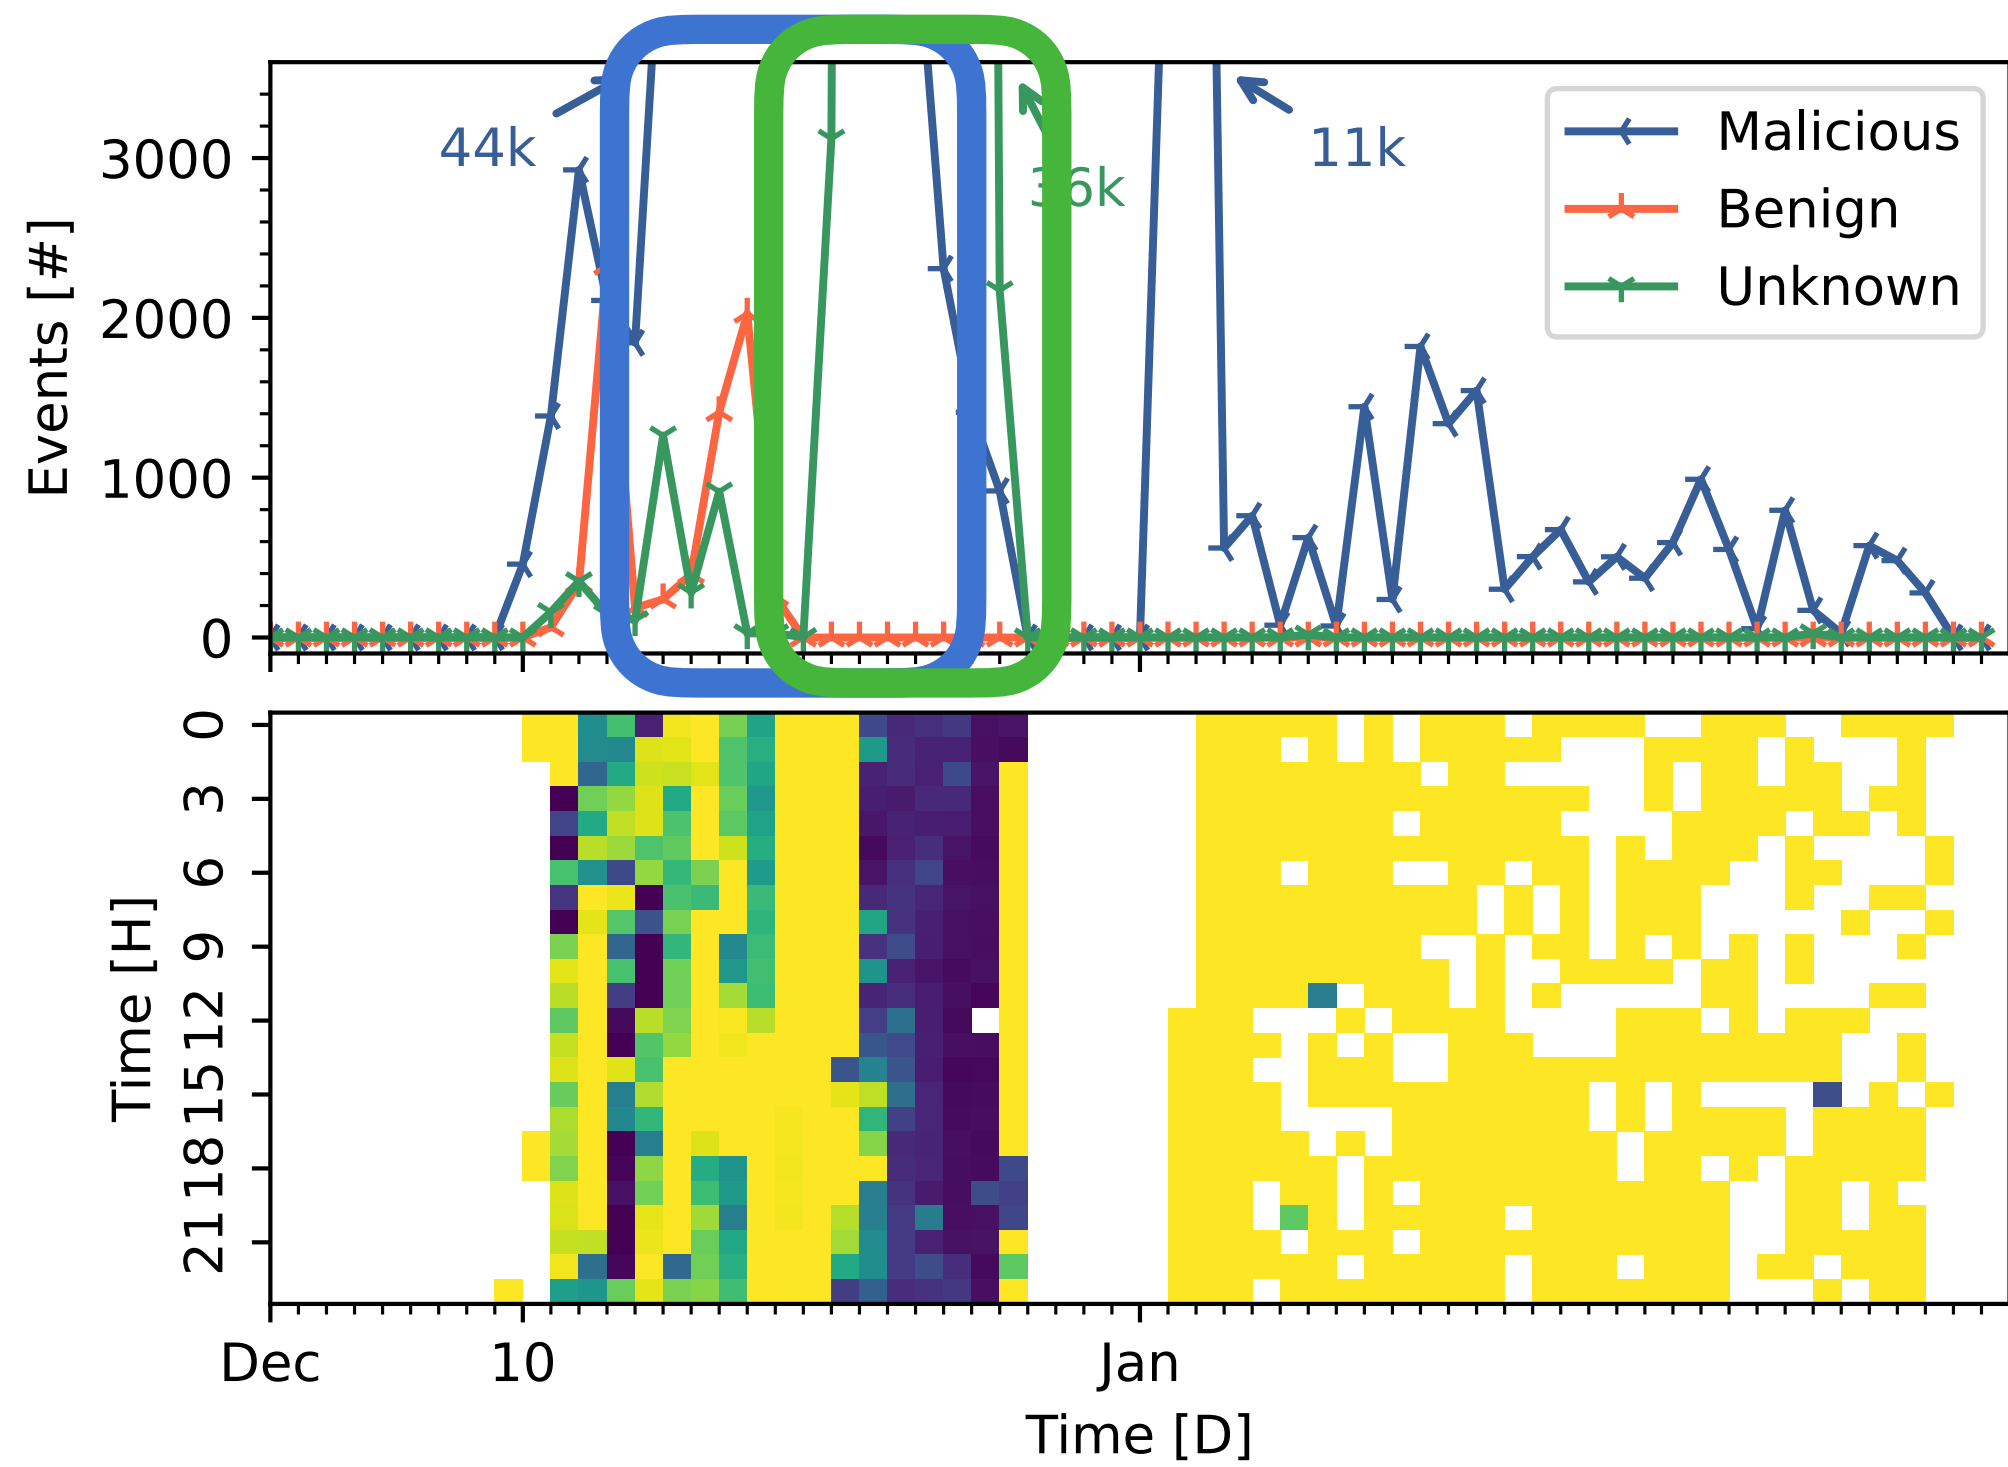 44k
36k
11k
Malicious
Benign
Unknown
Events [#]
3000
2000
1000
0
Time [H]
0
3
6
9
12
15
18
21
Dec
10
Jan
Time [D]